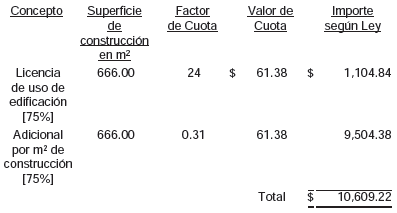 Concepto Superficie de construcción en m² Factor de Cuota Valor de Cuota Importe según Ley
Licencia de uso de edificación [75%] 666.00 24 $ 61.38 $ 1,104.84
Adicional por m² de construcción [75%] 666.00 0.31 61.38 9,504.38
Total $ 10,609.22